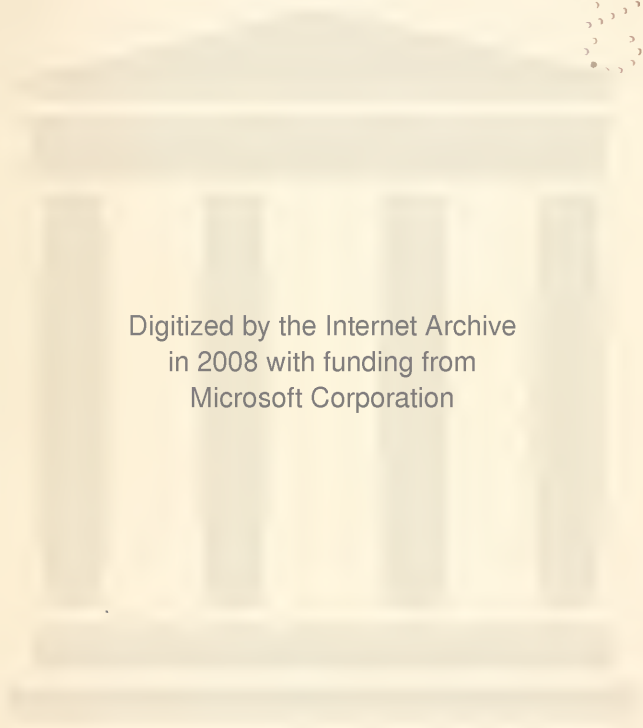 Digitized by the Internet Archive
in 2008 with funding from
Microsoft Corporation